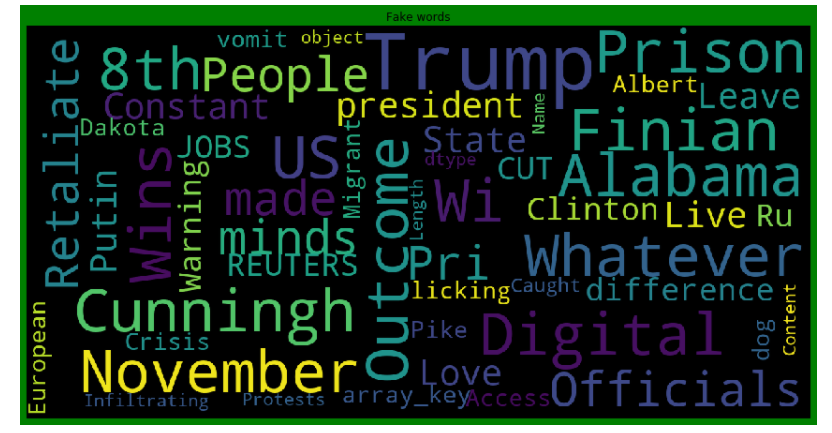 Fake words
vomit
object
Trump
Prison
8th
People
Albert
Leave
Retaliate
Constant
president
Name
Finian
Dakota
JOBS
US
Migrant
State
dtype
CUT
Alabama
Putin
Wins
Warning
made
Outcome
Length
Wi
Clinton
Live
Ru
minds
REUTERS
Pri
Whatever
Cunningh
licking
Caught
difference
Content
European
Crisis
Pike
Digital
dog
November
Love
Officials
Infiltrating
Protests
array_key
Access